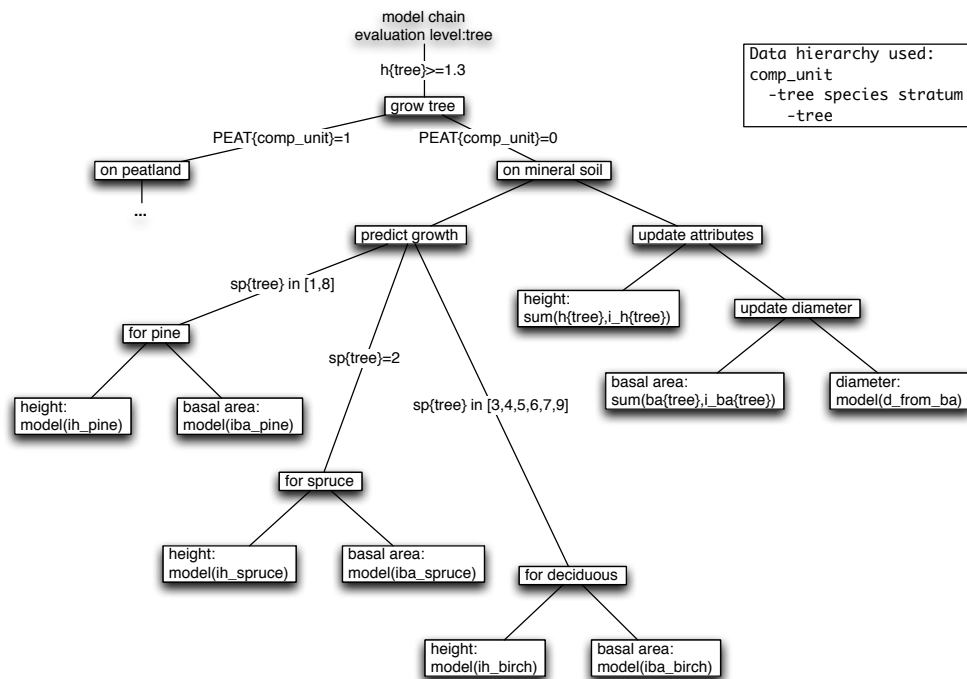 model chain
evaluation level:tree
Data hierarchy used:
comp_unit
-tree species stratum
-tree
h{tree}>=1.3
grow tree
PEAT{comp_unit}=1
PEAT{comp_unit}=0
on peatland
on mineral soil
...
predict growth
update attributes
sp{tree} in [1,8]
height:
sum(h{tree},i_h{tree})
update diameter
for pine
sp{tree}=2
height:
model(ih_pine)
basal area:
model(iba_pine)
sp{tree} in [3,4,5,6,7,9]
basal area:
sum(ba{tree},i_ba{tree})
diameter:
model(d_from_ba)
for spruce
height:
model(ih_spruce)
basal area:
model(iba_spruce)
for deciduous
height:
model(ih_birch)
basal area:
model(iba_birch)